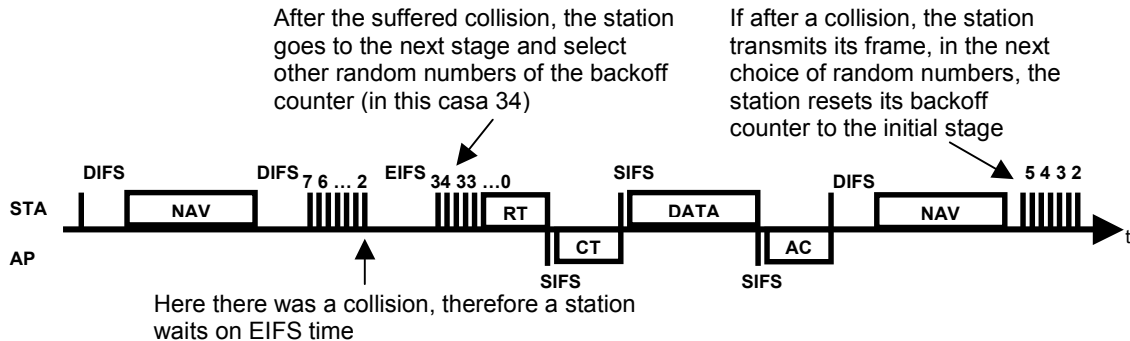 After the suffered collision, the station
goes to the next stage and select
other random numbers of the backoff
counter (in this casa 34)
If after a collision, the station
transmits its frame, in the next
choice of random numbers, the
station resets its backoff
counter to the initial stage
DIFS DIFS 7 6 ... 2 EIFS 34 33 ...0 SIFS DIFS 5 4 3 2
STA NAV RT DATA NAV
t
AP CT AC
SIFS SIFS
Here there was a collision, therefore a station
waits on EIFS time